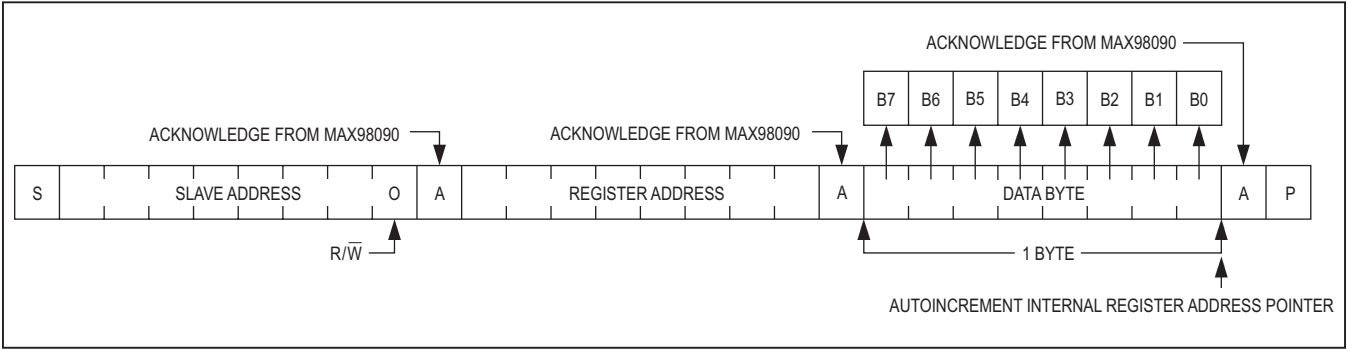 ACKNOWLEDGE FROM MAX98090
B7 B6 B5 B4 B3 B2 B1 B0
ACKNOWLEDGE FROM MAX98090
ACKNOWLEDGE FROM MAX98090
S SLAVE ADDRESS O A REGISTER ADDRESS A DATA BYTE A P
R/W̅
1 BYTE
AUTOINCREMENT INTERNAL REGISTER ADDRESS POINTER